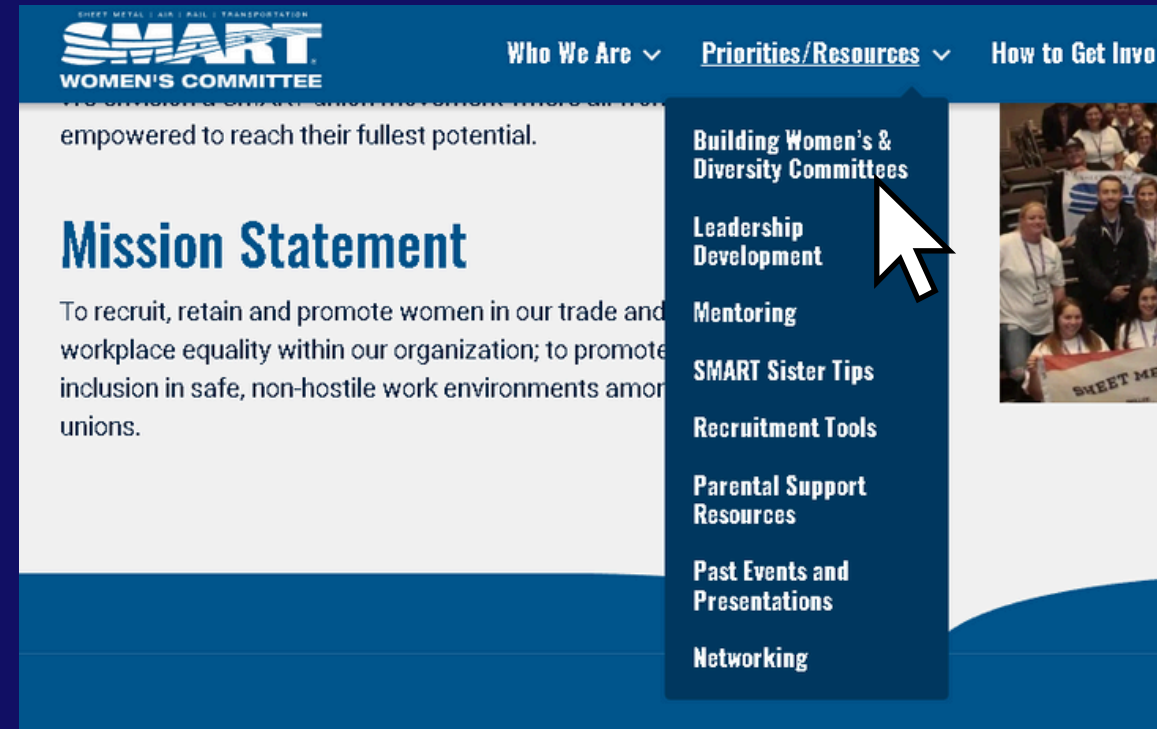 SHEET METAL | AIR | RAIL | TRANSPORTATION
SMART
WOMEN'S COMMITTEE
Who We Are
Priorities/Resources
How to Get Invo
empowered to reach their fullest potential.
Mission Statement
To recruit, retain and promote women in our trade and
workplace equality within our organization; to promote
inclusion in safe, non-hostile work environments amon
unions.
Building Women's &
Diversity Committees
Leadership
Development
Mentoring
SMART Sister Tips
Recruitment Tools
Parental Support
Resources
Past Events and
Presentations
Networking
SHEET ME